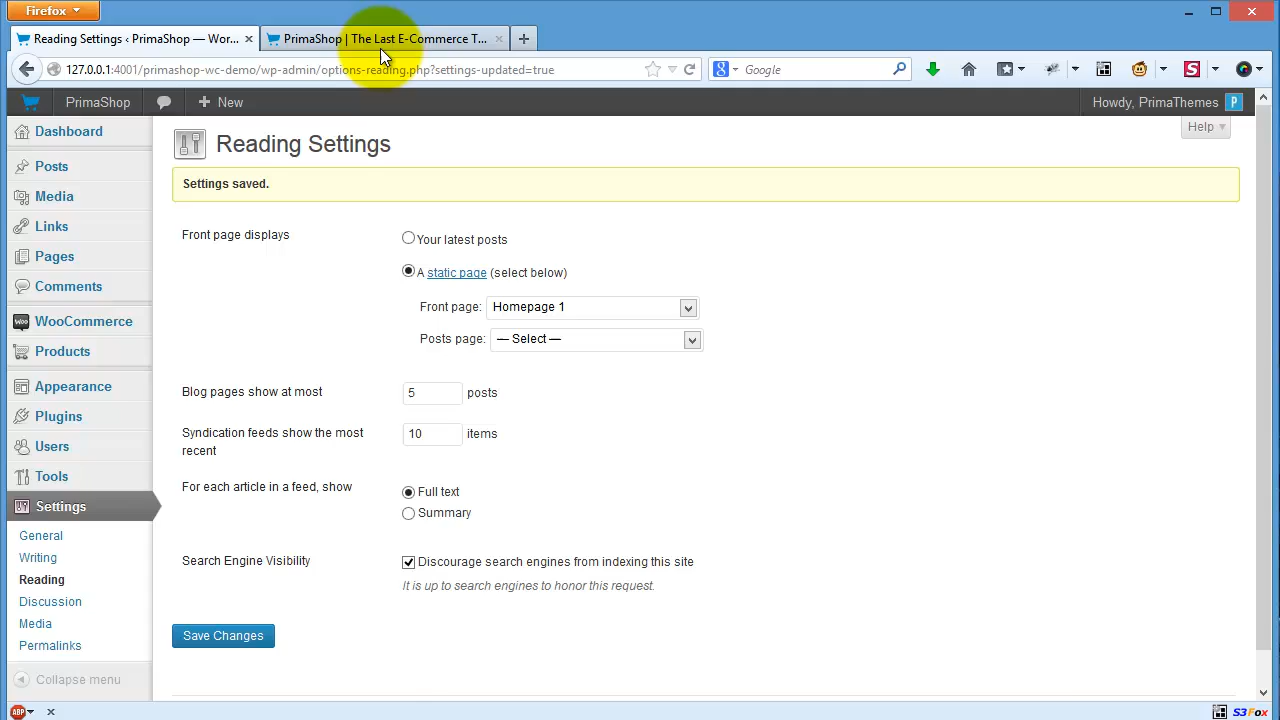 Firefox
Reading Settings ‹ PrimaShop — Wor...
PrimaShop | The Last E-Commerce T...
127.0.0.1:4001/primashop-wc-demo/wp-admin/options-reading.php?settings-updated=true
Google
PrimaShop
New
Howdy, PrimaThemes
Help
Dashboard
Posts
Media
Links
Pages
Comments
WooCommerce
Products
Appearance
Plugins
Users
Tools
Settings
General
Writing
Reading
Discussion
Media
Permalinks
Collapse menu
Reading Settings
Settings saved.
Front page displays
Your latest posts
A static page (select below)
Front page: Homepage 1
Posts page: — Select —
Blog pages show at most 5 posts
Syndication feeds show the most recent 10 items
For each article in a feed, show
Full text
Summary
Search Engine Visibility
Discourage search engines from indexing this site
It is up to search engines to honor this request.
Save Changes
ABP
S3Fox